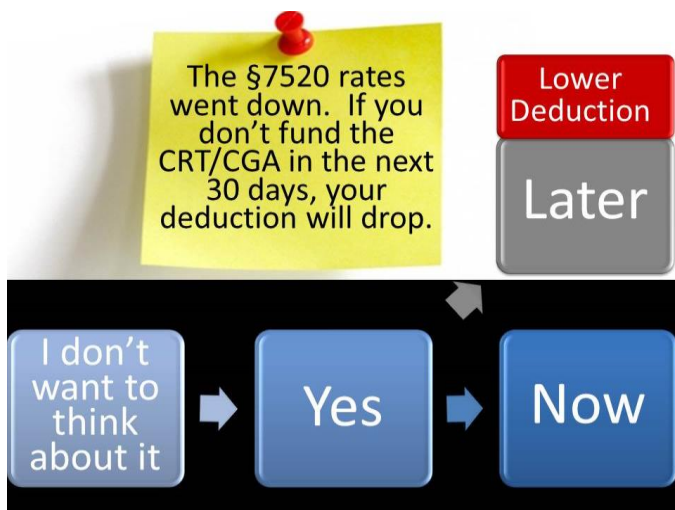 The §7520 rates
went down.  If you
don’t fund the
CRT/CGA in the next
30 days, your
deduction will drop.
Lower
Deduction
Later
I don’t
want to
think
about it
Yes
Now